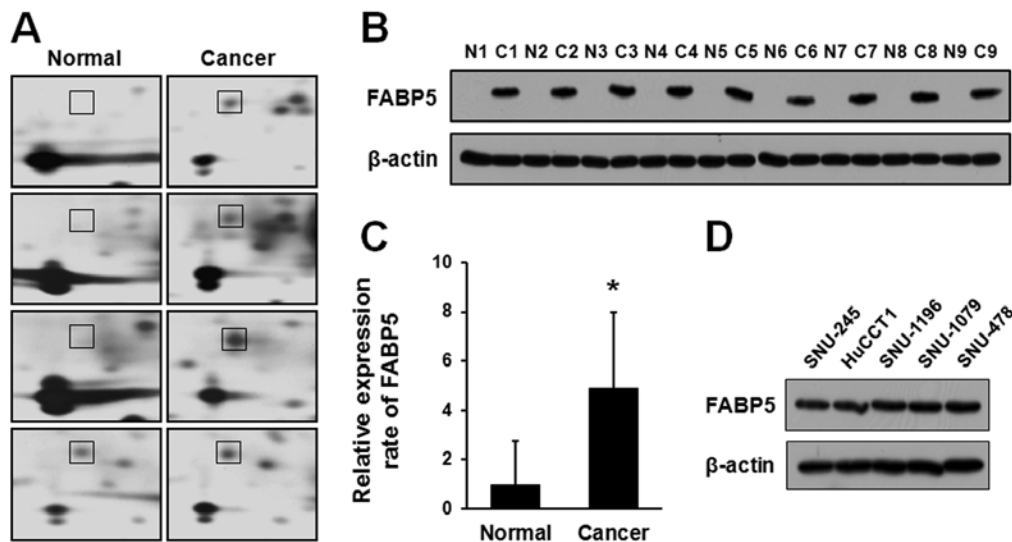 A
Normal Cancer
B
N1 C1 N2 C2 N3 C3 N4 C4 N5 C5 N6 C6 N7 C7 N8 C8 N9 C9
FABP5
β-actin
C
Relative expression
rate of FABP5
10
8
6
4
2
0
*
Normal Cancer
D
SNU-245 HuCCT1 SNU-1196 SNU-1079 SNU-478
FABP5
β-actin